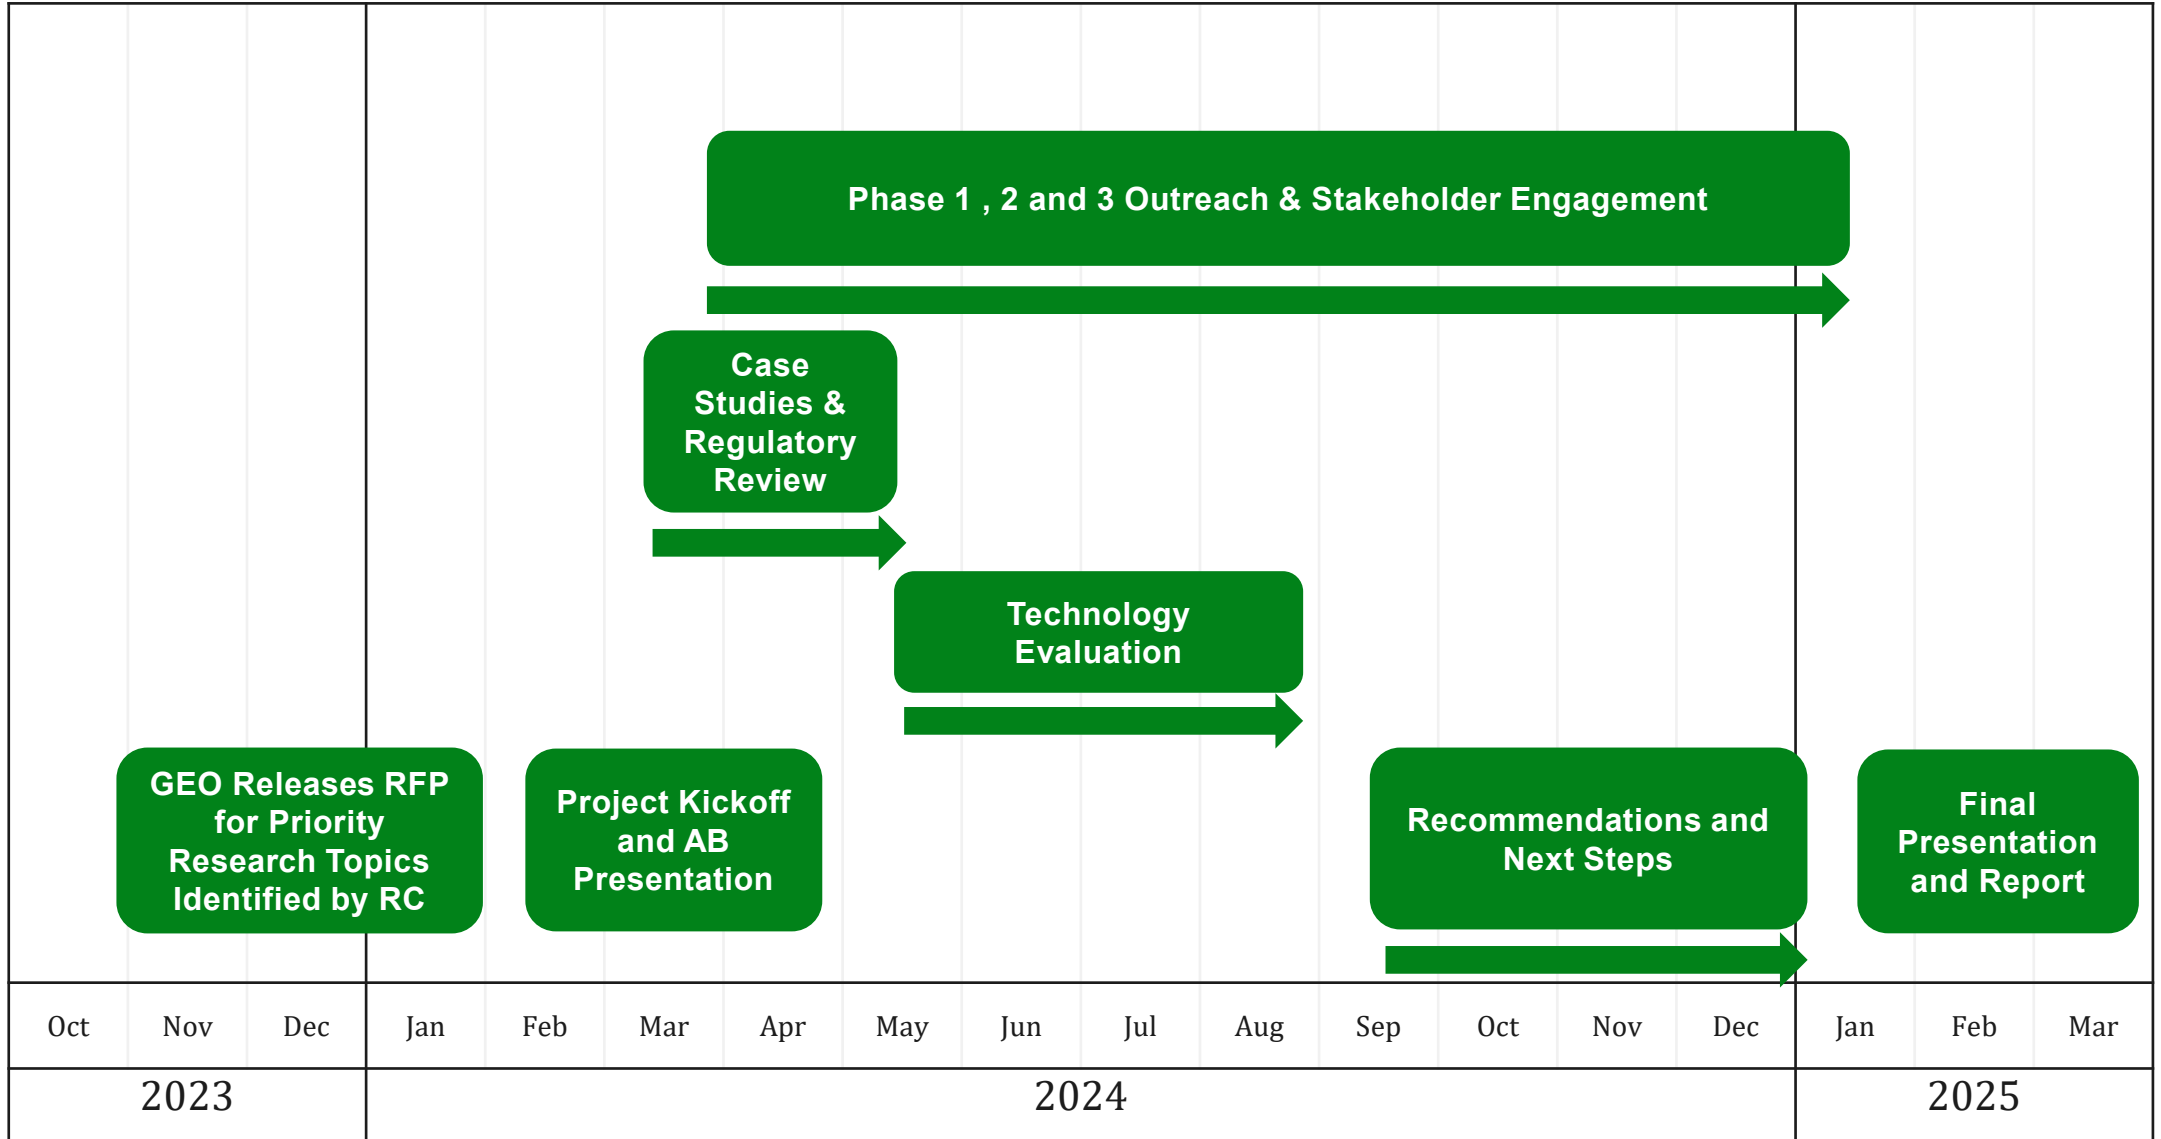 Phase 1 , 2 and 3 Outreach & Stakeholder Engagement
Case
Studies &
Regulatory
Review
Technology
Evaluation
GEO Releases RFP
for Priority
Research Topics
Identified by RC
Project Kickoff
and AB
Presentation
Recommendations and
Next Steps
Final
Presentation
and Report
Oct Nov Dec Jan Feb Mar Apr May Jun Jul Aug Sep Oct Nov Dec Jan Feb Mar
2023 2024 2025